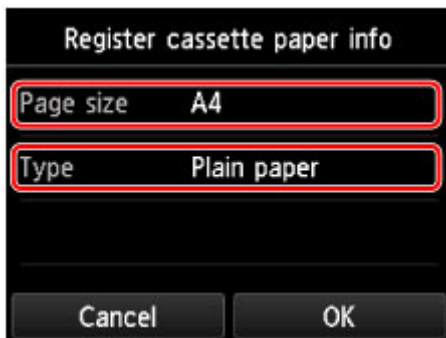 Register cassette paper info
Page size A4
Type Plain paper
Cancel OK